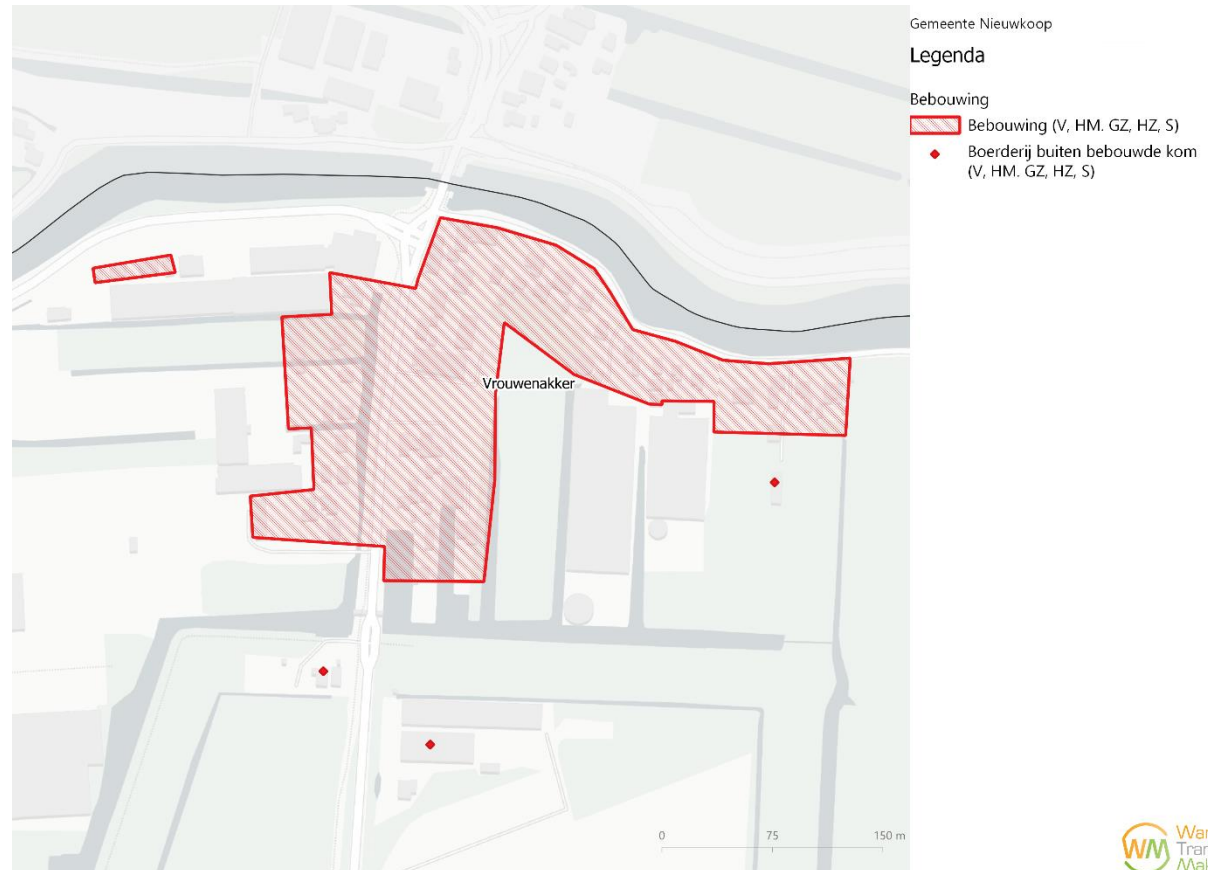 Gemeente Nieuwkoop
Legenda
Bebouwing
Bebouwing (V, HM. GZ, HZ, S)
Boerderij buiten bebouwde kom
(V, HM. GZ, HZ, S)
Vrouwenakker
0 75 150 m
WM